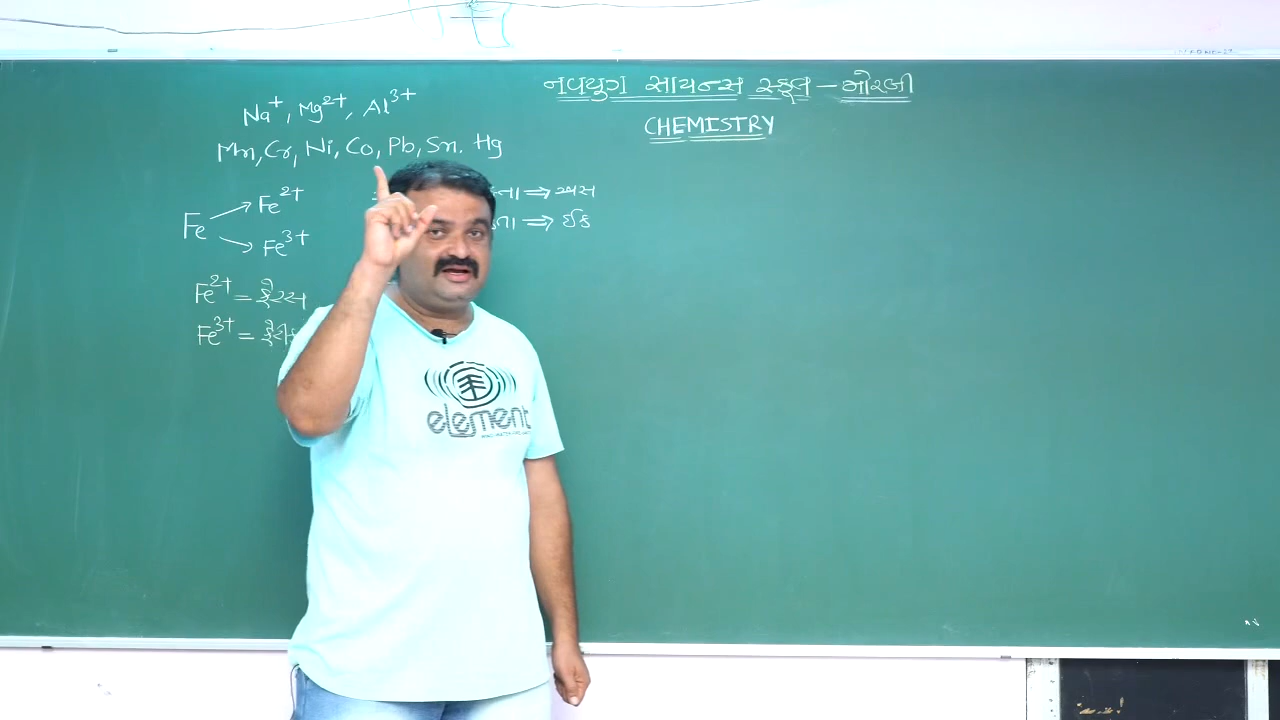 નવયુગ સાયન્સ સ્કૂલ - મોરબી
CHEMISTRY
Na⁺, Mg²⁺, Al³⁺
Mn, Cr, Ni, Co, Pb, Sn. Hg
Fe → Fe²⁺
→ Fe³⁺
⇒ અસ
⇒ ઈક
Fe²⁺ = ફેરસ
Fe³⁺ =
element